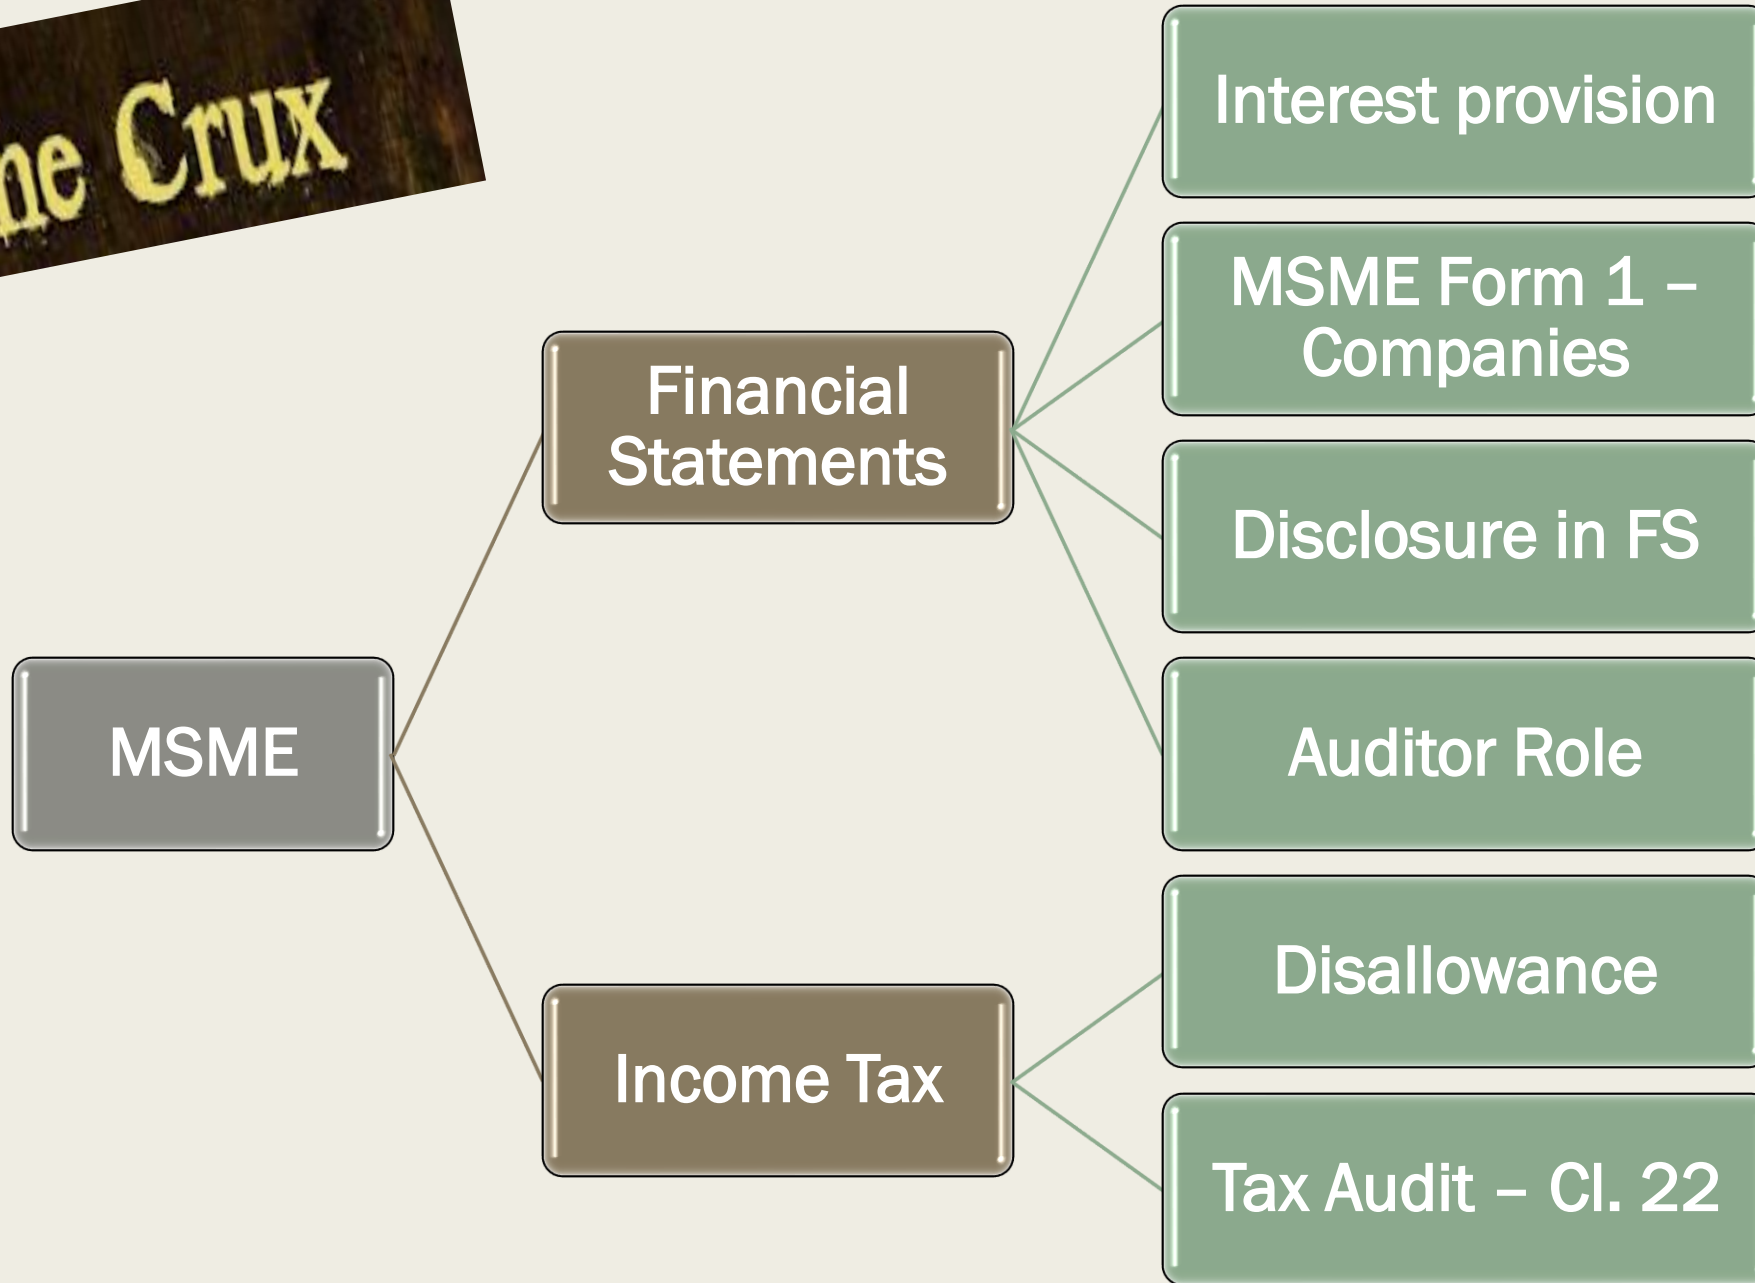 Crux
MSME
Financial
Statements
Interest provision
MSME Form 1 –
Companies
Disclosure in FS
Auditor Role
Income Tax
Disallowance
Tax Audit – Cl. 22